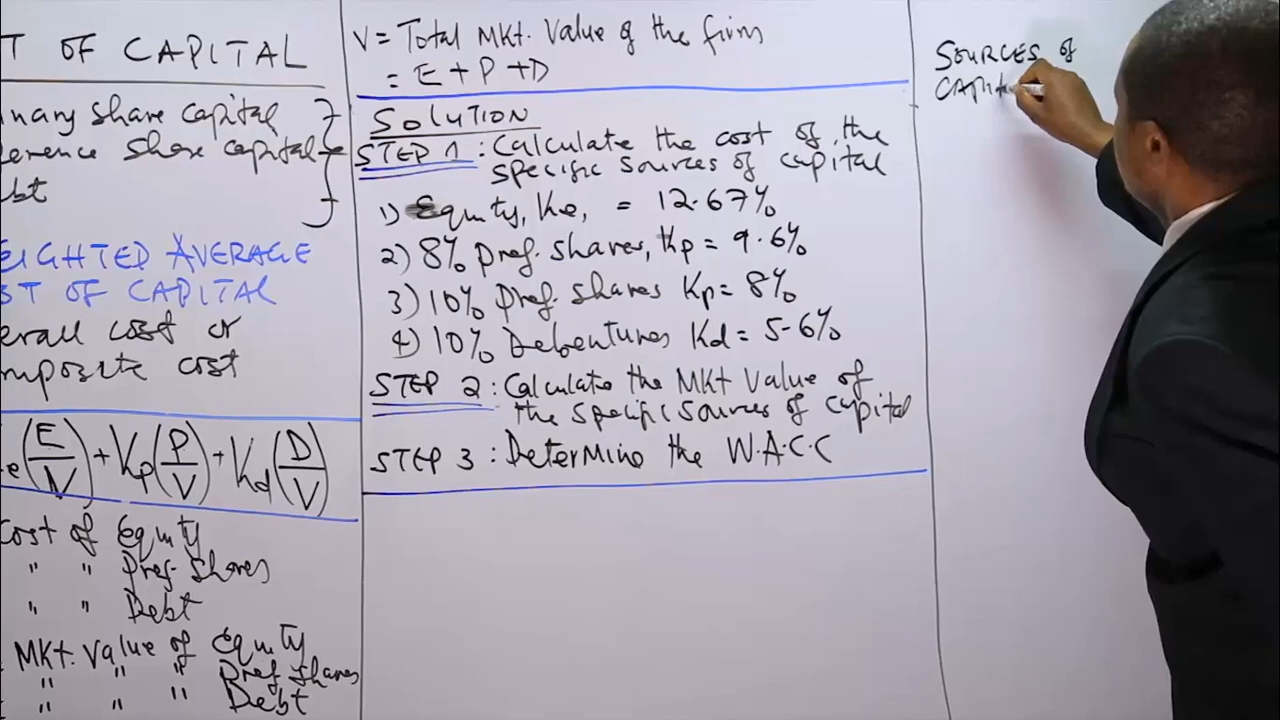 T OF CAPITAL
inary share capital
erence share capital
bt
EIGHTED AVERAGE
ST OF CAPITAL
erall cost or
mposite cost
e(E/V) + Kp(P/V) + Kd(D/V)
Cost of Equity
" " Pref. shares
" " Debt
MKt. Value of Equity
" " " Pref shares
" " " Debt
V = Total MKt. Value of the firm
= E + P + D
SOLUTION
STEP 1: Calculate the cost of the
specific sources of capital
1) Equity, Ke, = 12.67%
2) 8% pref. shares, Kp = 9.6%
3) 10% pref. shares Kp = 8%
4) 10% Debentures Kd = 5.6%
STEP 2: Calculate the MKt Value of
the specific sources of capital
STEP 3: Determine the W.A.C.C
SOURCES of
CAPit